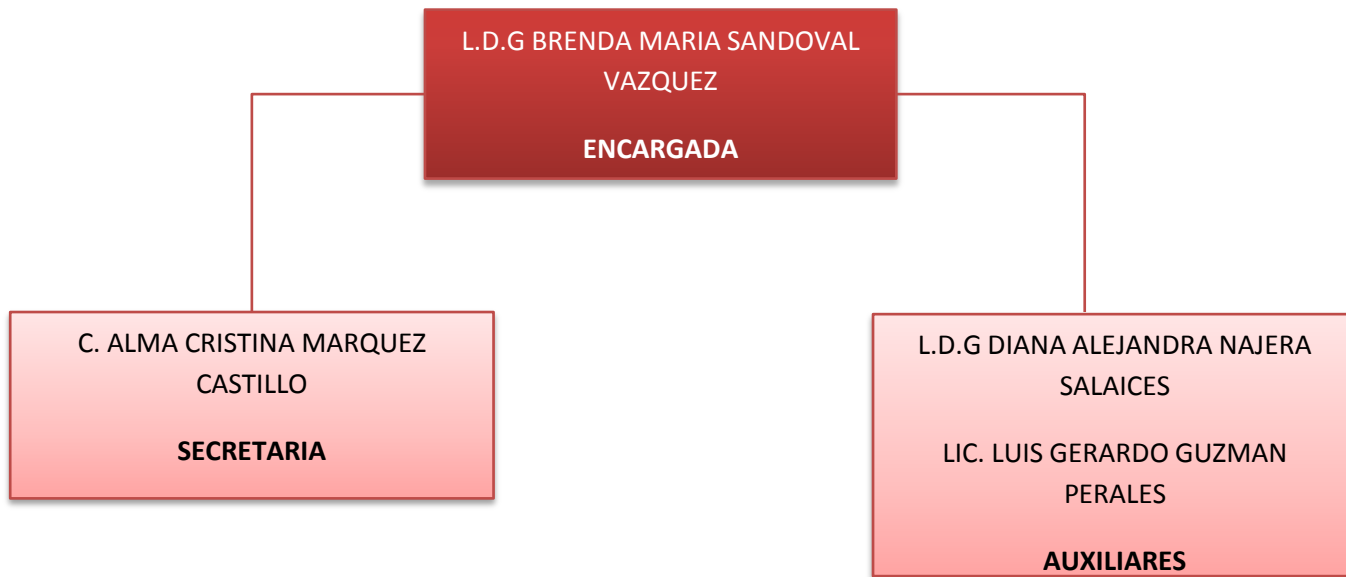 L.D.G BRENDA MARIA SANDOVAL
VAZQUEZ
ENCARGADA
C. ALMA CRISTINA MARQUEZ
CASTILLO
SECRETARIA
L.D.G DIANA ALEJANDRA NAJERA
SALAICES
LIC. LUIS GERARDO GUZMAN
PERALES
AUXILIARES